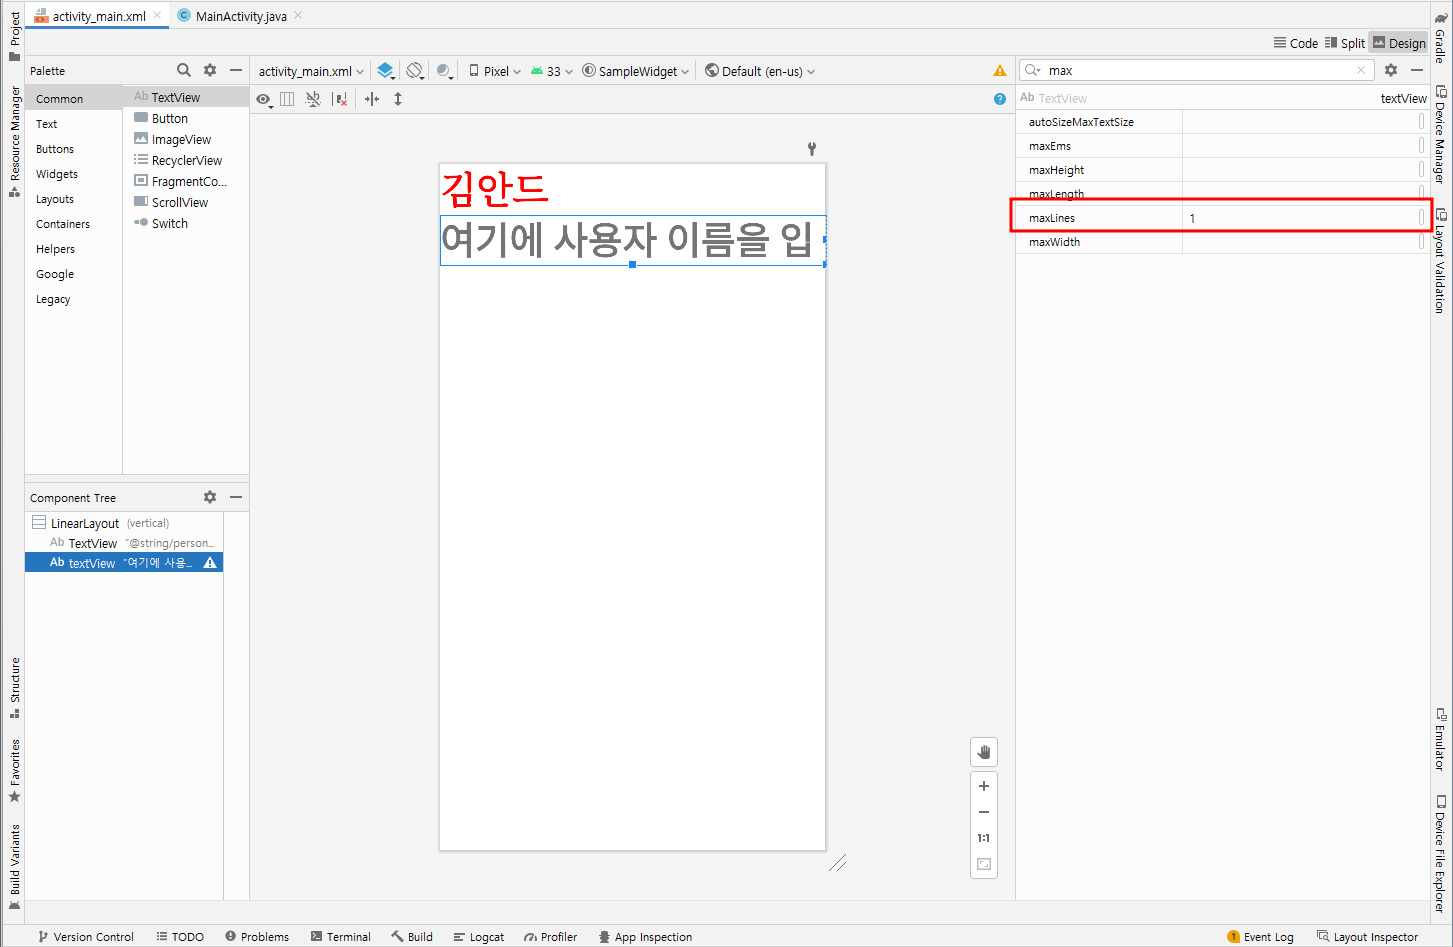 activity_main.xml
MainActivity.java
Code
Split
Design
Project
Resource Manager
Structure
Favorites
Build Variants
Palette
Common
Text
Buttons
Widgets
Layouts
Containers
Helpers
Google
Legacy
Ab TextView
Button
ImageView
RecyclerView
FragmentCo...
ScrollView
Switch
Component Tree
LinearLayout (vertical)
Ab TextView "@string/person...
Ab textView "여기에 사용...
activity_main.xml
Pixel
33
SampleWidget
Default (en-us)
김안드
여기에 사용자 이름을 입
1:1
max
Ab TextView
textView
autoSizeMaxTextSize
maxEms
maxHeight
maxLength
maxLines 1
maxWidth
Gradle
Device Manager
Layout Validation
Emulator
Device File Explorer
Version Control
TODO
Problems
Terminal
Build
Logcat
Profiler
App Inspection
1 Event Log
Layout Inspector